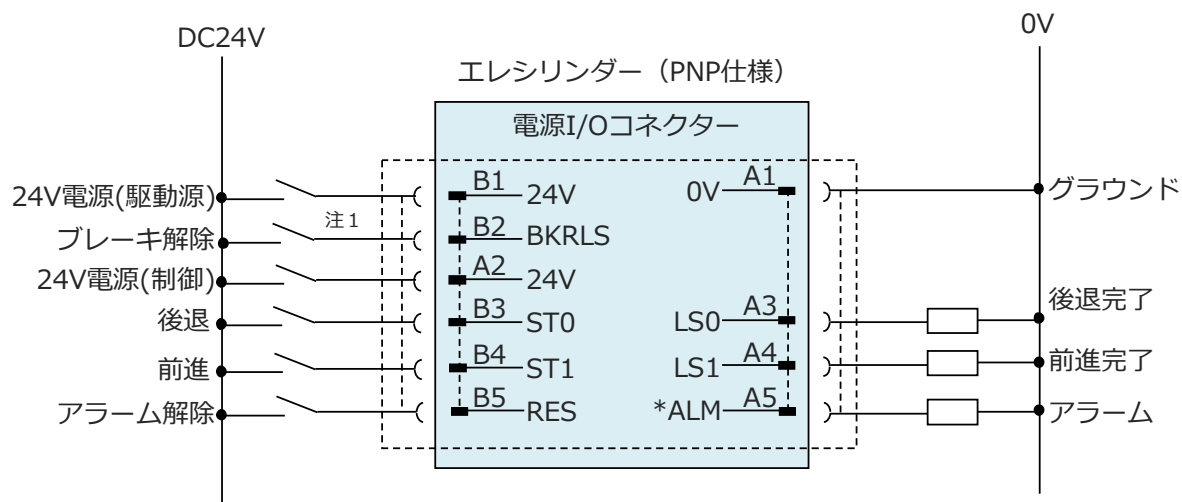 DC24V
0V
エレシリンダー（PNP仕様）
電源I/Oコネクター
24V電源(駆動源)
B1
24V
0V
A1
グラウンド
注１
ブレーキ解除
B2
BKRLS
24V電源(制御)
A2
24V
後退
B3
ST0
LS0
A3
後退完了
前進
B4
ST1
LS1
A4
前進完了
アラーム解除
B5
RES
*ALM
A5
アラーム